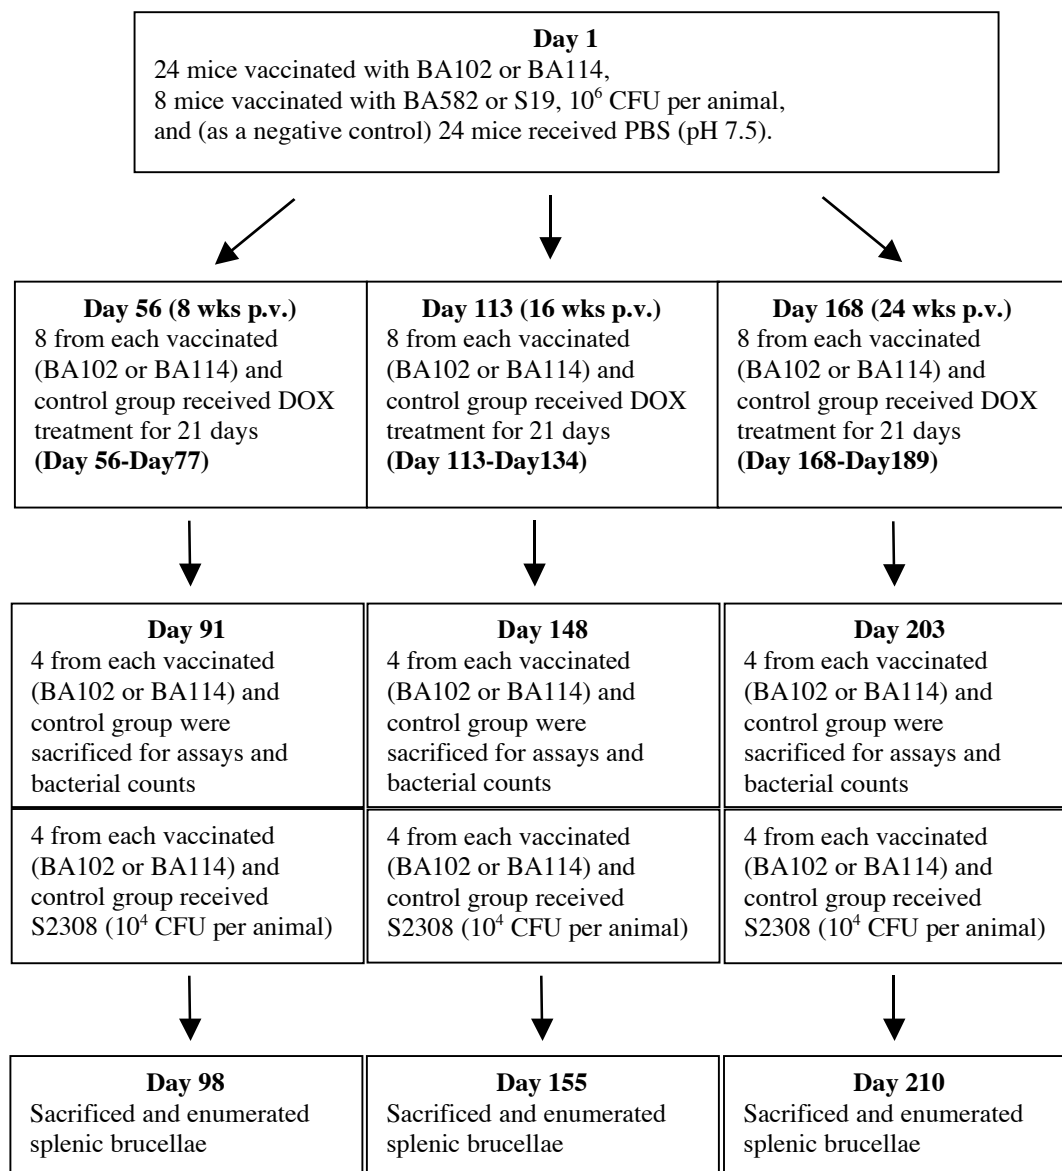 Day 1
24 mice vaccinated with BA102 or BA114,
8 mice vaccinated with BA582 or S19, 10⁶ CFU per animal,
and (as a negative control) 24 mice received PBS (pH 7.5).
Day 56 (8 wks p.v.)
8 from each vaccinated
(BA102 or BA114) and
control group received DOX
treatment for 21 days
(Day 56-Day77)
Day 113 (16 wks p.v.)
8 from each vaccinated
(BA102 or BA114) and
control group received DOX
treatment for 21 days
(Day 113-Day134)
Day 168 (24 wks p.v.)
8 from each vaccinated
(BA102 or BA114) and
control group received DOX
treatment for 21 days
(Day 168-Day189)
Day 91
4 from each vaccinated
(BA102 or BA114) and
control group were
sacrificed for assays and
bacterial counts
Day 148
4 from each vaccinated
(BA102 or BA114) and
control group were
sacrificed for assays and
bacterial counts
Day 203
4 from each vaccinated
(BA102 or BA114) and
control group were
sacrificed for assays and
bacterial counts
4 from each vaccinated
(BA102 or BA114) and
control group received
S2308 (10⁴ CFU per animal)
4 from each vaccinated
(BA102 or BA114) and
control group received
S2308 (10⁴ CFU per animal)
4 from each vaccinated
(BA102 or BA114) and
control group received
S2308 (10⁴ CFU per animal)
Day 98
Sacrificed and enumerated
splenic brucellae
Day 155
Sacrificed and enumerated
splenic brucellae
Day 210
Sacrificed and enumerated
splenic brucellae